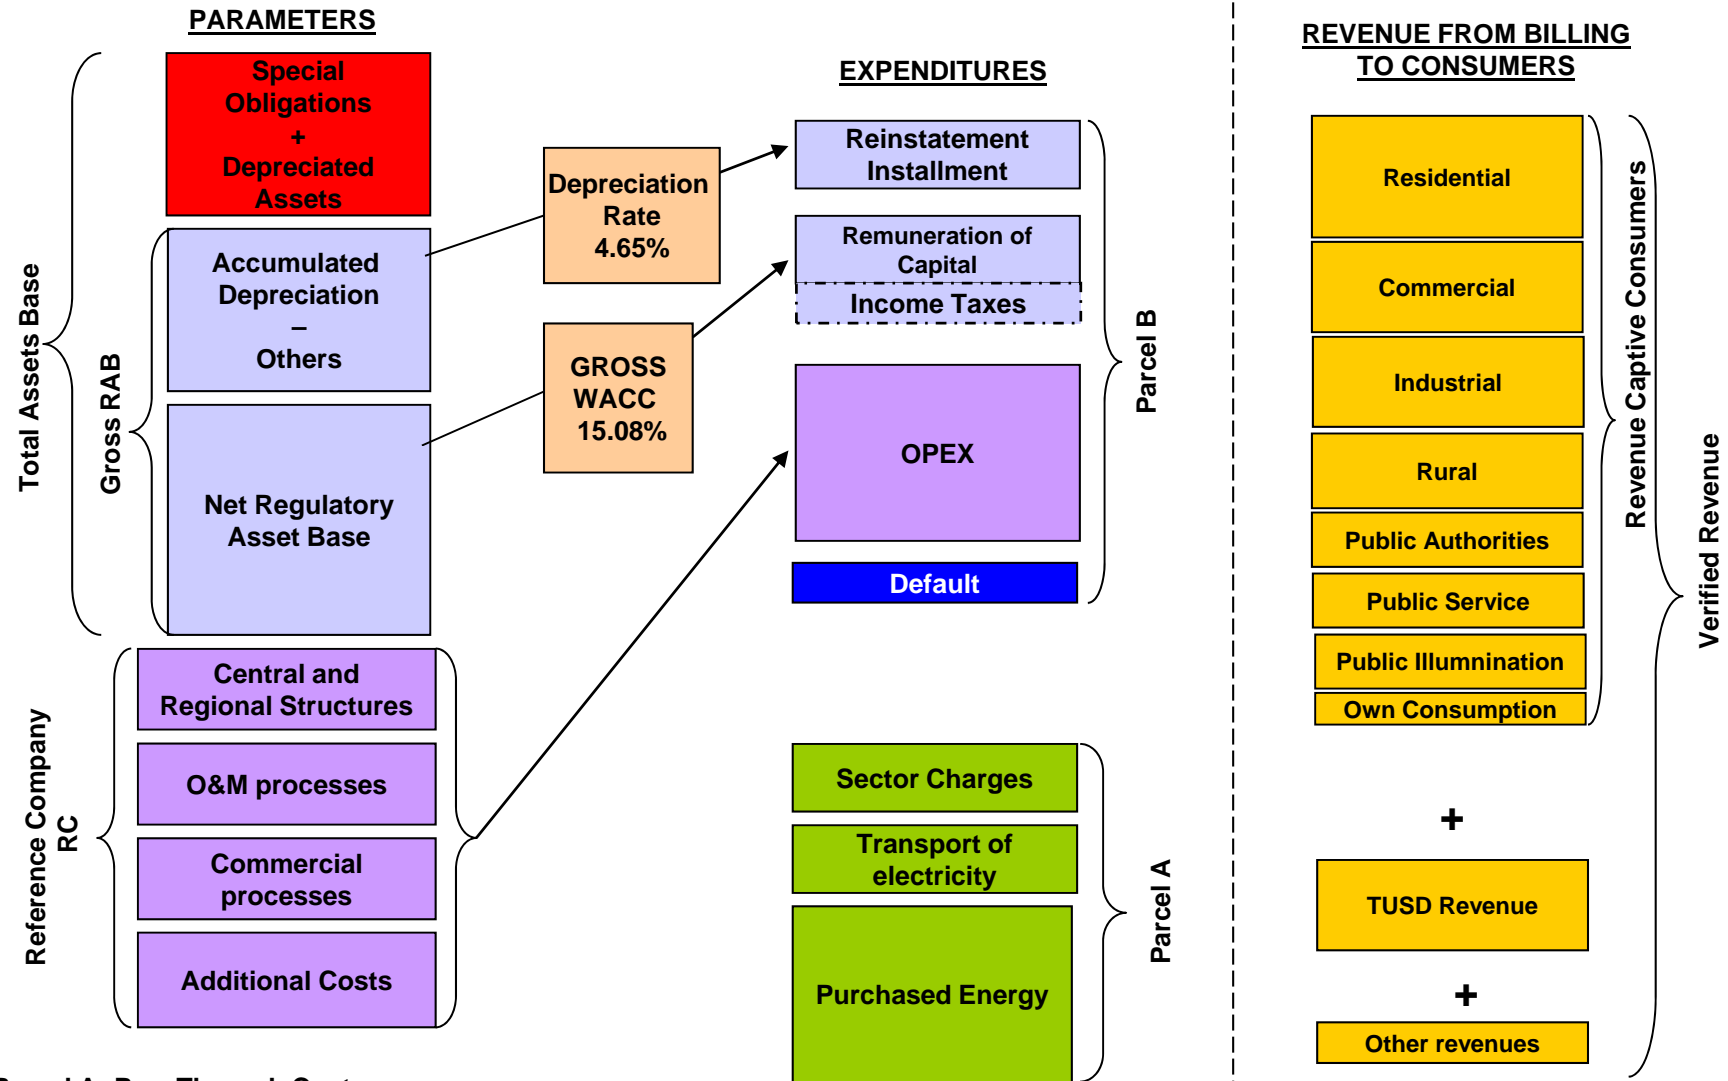 PARAMETERS
Special
Obligations
+
Depreciated
Assets
Accumulated
Depreciation
–
Others
Net Regulatory
Asset Base
Total Assets Base
Gross RAB
Central and
Regional Structures
O&M processes
Commercial
processes
Additional Costs
Reference Company
RC
Depreciation
Rate
4.65%
GROSS
WACC
15.08%
EXPENDITURES
Reinstatement
Installment
Remuneration of
Capital
Income Taxes
OPEX
Default
Parcel B
Sector Charges
Transport of
electricity
Purchased Energy
Parcel A
REVENUE FROM BILLING
TO CONSUMERS
Residential
Commercial
Industrial
Rural
Public Authorities
Public Service
Public Illumnination
Own Consumption
Revenue Captive Consumers
+
TUSD Revenue
+
Other revenues
Verified Revenue